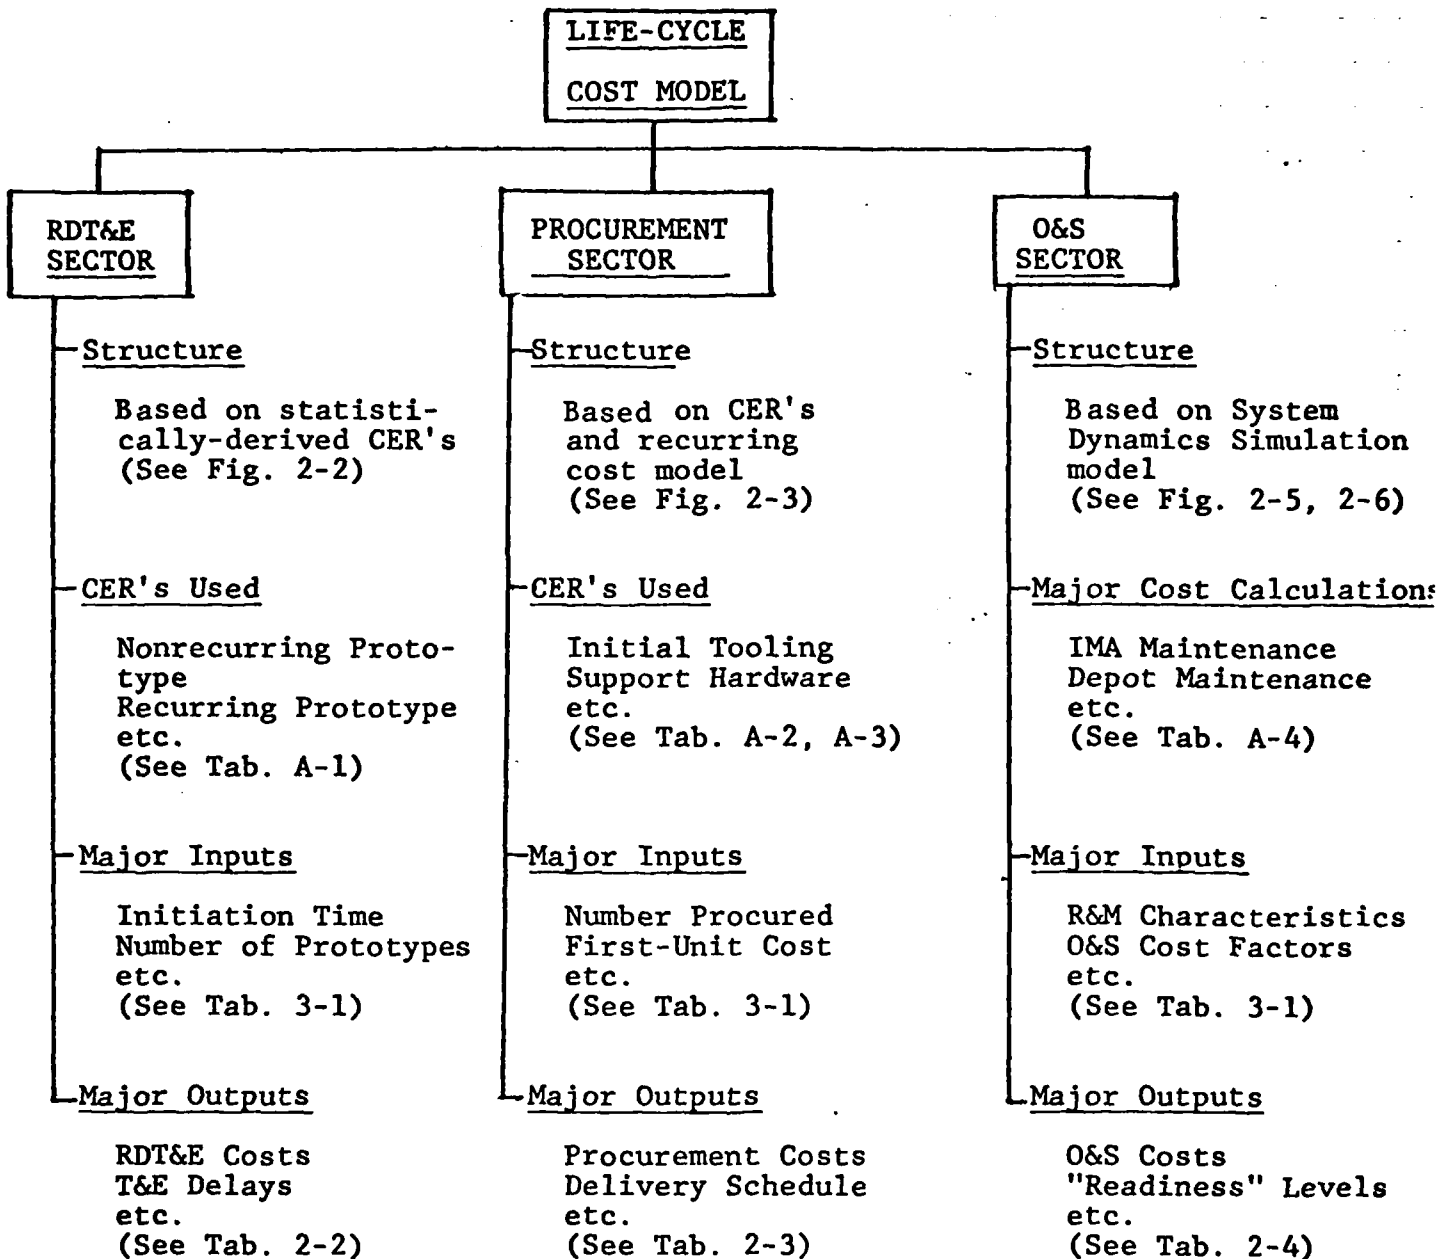 LIFE-CYCLE
COST MODEL
RDT&E
SECTOR
Structure
Based on statisti-
cally-derived CER's
(See Fig. 2-2)
CER's Used
Nonrecurring Proto-
type
Recurring Prototype
etc.
(See Tab. A-1)
Major Inputs
Initiation Time
Number of Prototypes
etc.
(See Tab. 3-1)
Major Outputs
RDT&E Costs
T&E Delays
etc.
(See Tab. 2-2)
PROCUREMENT
SECTOR
Structure
Based on CER's
and recurring
cost model
(See Fig. 2-3)
CER's Used
Initial Tooling
Support Hardware
etc.
(See Tab. A-2, A-3)
Major Inputs
Number Procured
First-Unit Cost
etc.
(See Tab. 3-1)
Major Outputs
Procurement Costs
Delivery Schedule
etc.
(See Tab. 2-3)
O&S
SECTOR
Structure
Based on System
Dynamics Simulation
model
(See Fig. 2-5, 2-6)
Major Cost Calculations
IMA Maintenance
Depot Maintenance
etc.
(See Tab. A-4)
Major Inputs
R&M Characteristics
O&S Cost Factors
etc.
(See Tab. 3-1)
Major Outputs
O&S Costs
"Readiness" Levels
etc.
(See Tab. 2-4)